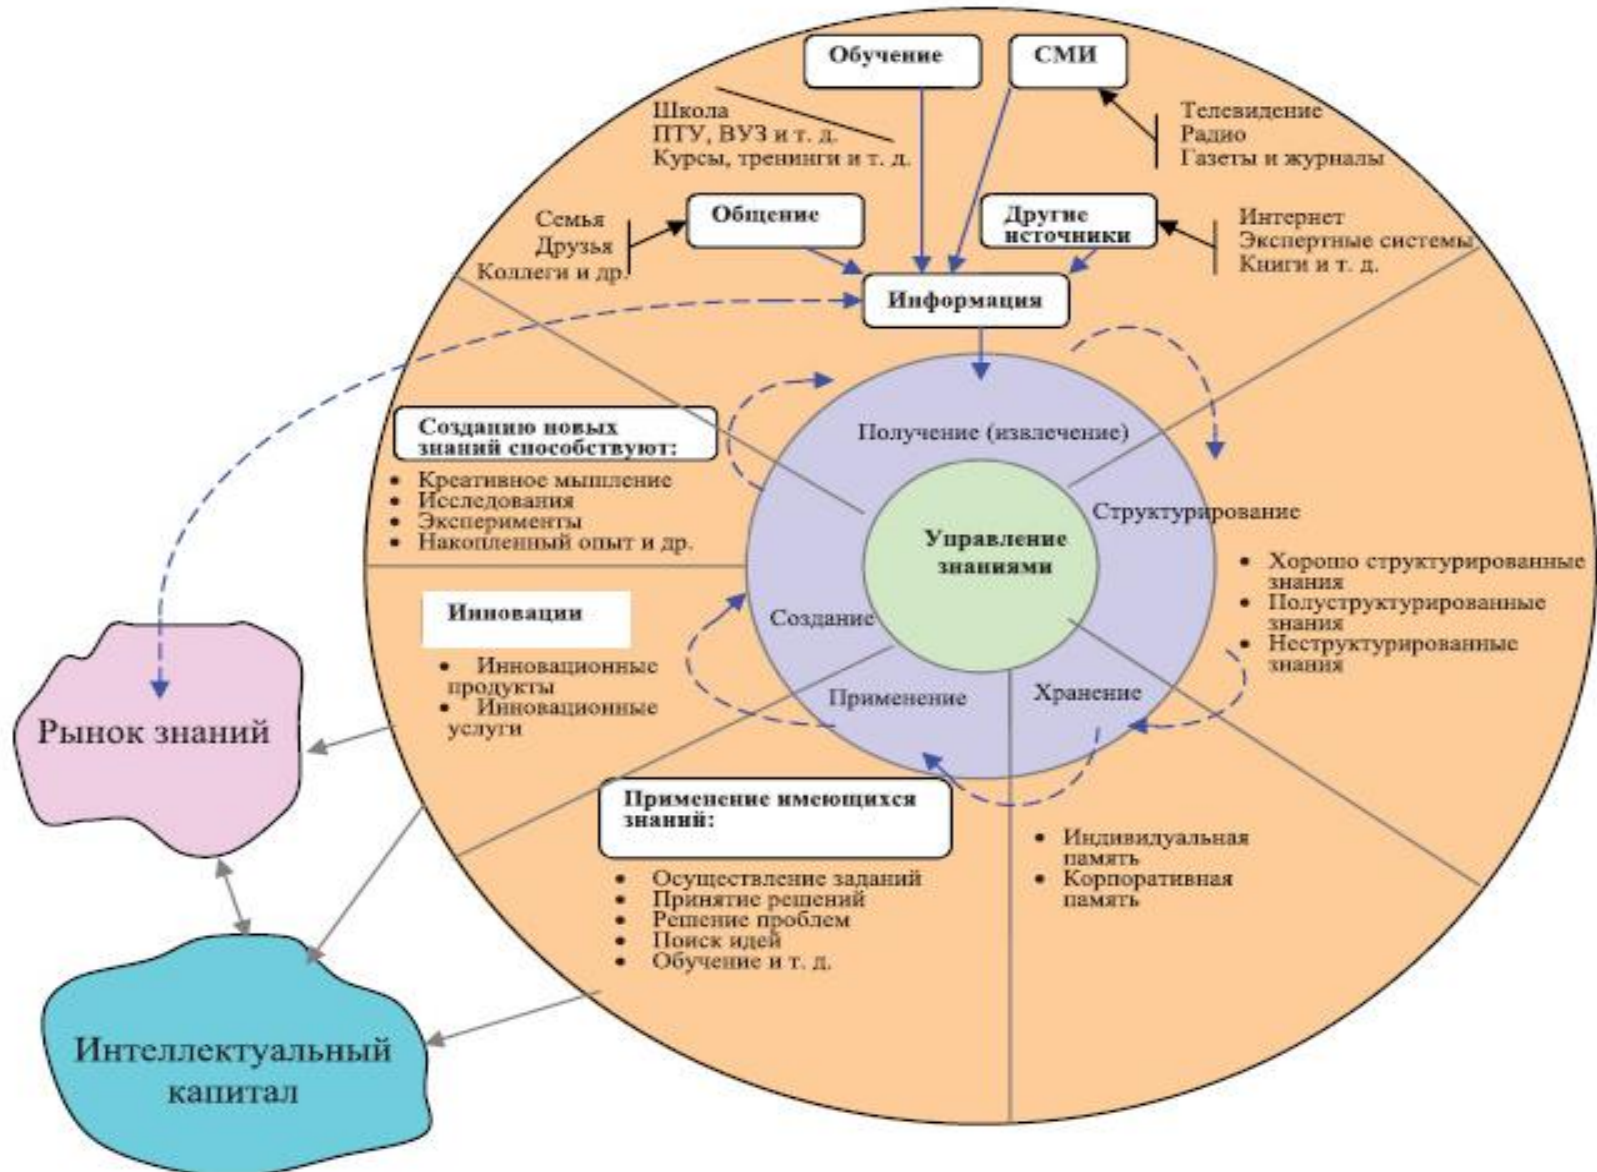 Обучение
СМИ
Школа
ПТУ, ВУЗ и т. д.
Курсы, тренинги и т. д.
Телевидение
Радио
Газеты и журналы
Семья
Друзья
Коллеги и др.
Общение
Другие
источники
Интернет
Экспертные системы
Книги и т. д.
Информация
Созданию новых
знаний способствуют:
• Креативное мышление
• Исследования
• Эксперименты
• Накопленный опыт и др.
Получение (извлечение)
Структурирование
Управление
знаниями
• Хорошо структурированные
знания
• Полуструктурированные
знания
• Неструктурированные
знания
Инновации
• Инновационные
продукты
• Инновационные
услуги
Создание
Применение
Хранение
Рынок знаний
Применение имеющихся
знаний:
• Осуществление заданий
• Принятие решений
• Решение проблем
• Поиск идей
• Обучение и т. д.
• Индивидуальная
память
• Корпоративная
память
Интеллектуальный
капитал